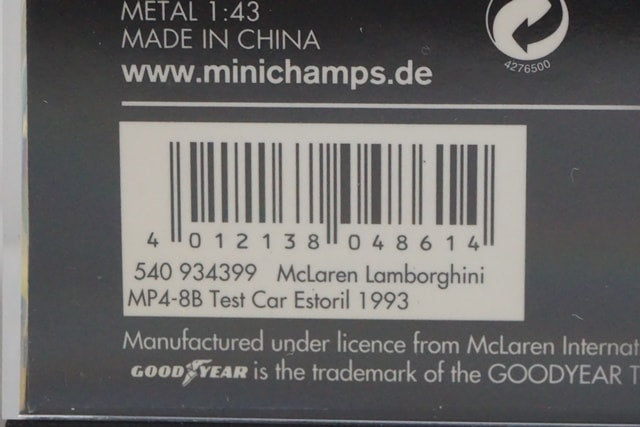 METAL 1:43
MADE IN CHINA
www.minichamps.de
4276500
4 012138 048614
540 934399 McLaren Lamborghini
MP4-8B Test Car Estoril 1993
Manufactured under licence from McLaren Internat
GOODYEAR is the trademark of the GOODYEAR T